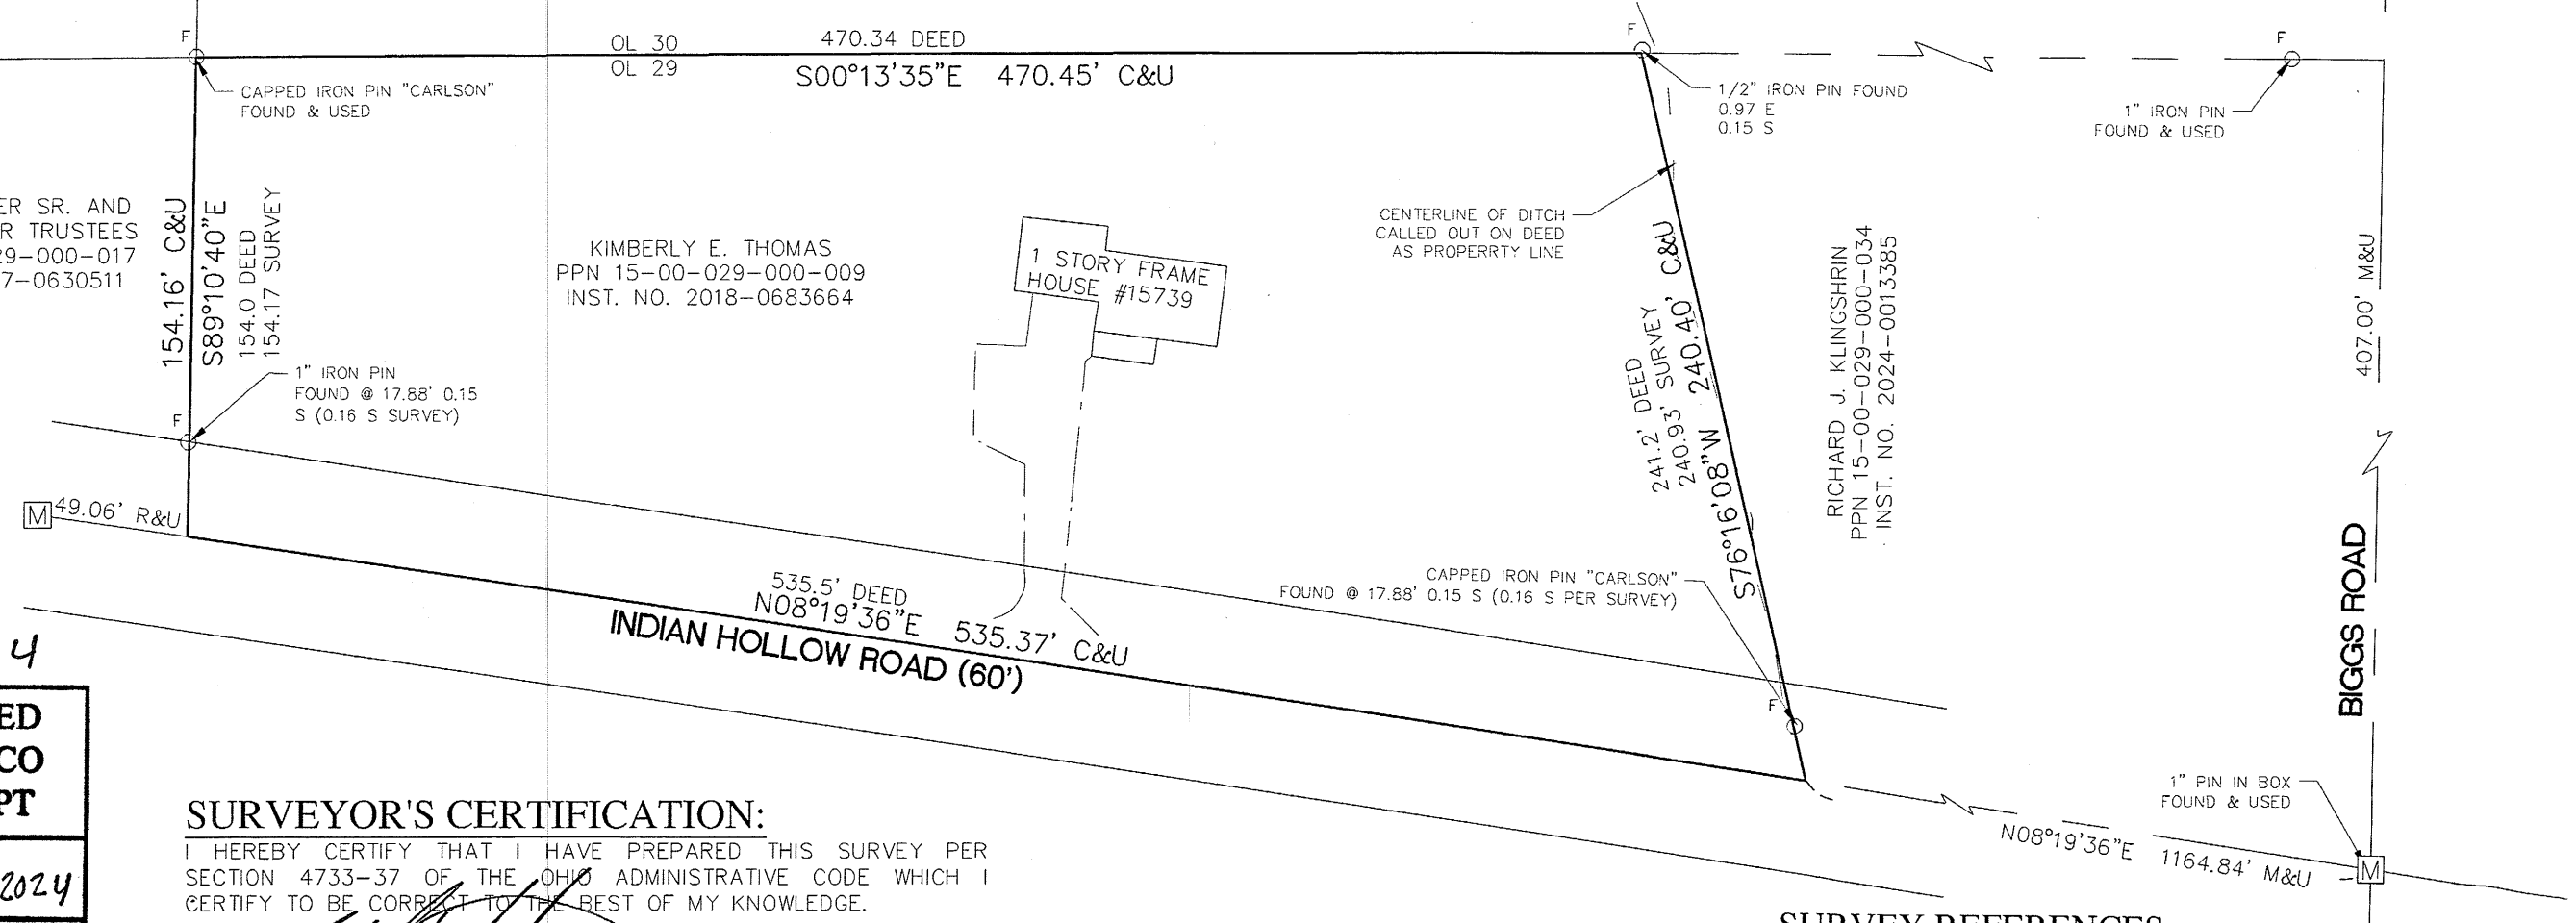 F
OL 30
OL 29
470.34 DEED
S00°13'35"E 470.45' C&U
F
F
CAPPED IRON PIN "CARLSON"
FOUND & USED
1/2" IRON PIN FOUND
0.97 E
0.15 S
1" IRON PIN
FOUND & USED
ER SR. AND
R TRUSTEES
29-000-017
7-0630511
154.16' C&U
S89°10'40"E
154.0 DEED
154.17 SURVEY
KIMBERLY E. THOMAS
PPN 15-00-029-000-009
INST. NO. 2018-0683664
1 STORY FRAME
HOUSE #15739
CENTERLINE OF DITCH
CALLED OUT ON DEED
AS PROPERRTY LINE
241.2' DEED
240.93' SURVEY
S76°16'08"W 240.40' C&U
RICHARD J. KLINGSHRIN
PPN 15-00-029-000-034
INST. NO. 2024-0013385
407.00' M&U
1" IRON PIN
FOUND @ 17.88' 0.15
S (0.16 S SURVEY)
F
M
49.06' R&U
535.5' DEED
N08°19'36"E 535.37' C&U
INDIAN HOLLOW ROAD (60')
CAPPED IRON PIN "CARLSON"
FOUND @ 17.88' 0.15 S (0.16 S PER SURVEY)
F
BIGGS ROAD
1" PIN IN BOX
FOUND & USED
N08°19'36"E 1164.84' M&U
M
4
ED
CO
PT
2024
SURVEYOR'S CERTIFICATION:
I HEREBY CERTIFY THAT I HAVE PREPARED THIS SURVEY PER
SECTION 4733-37 OF THE OHIO ADMINISTRATIVE CODE WHICH I
CERTIFY TO BE CORRECT TO THE BEST OF MY KNOWLEDGE.
SURVEY REFERENCES